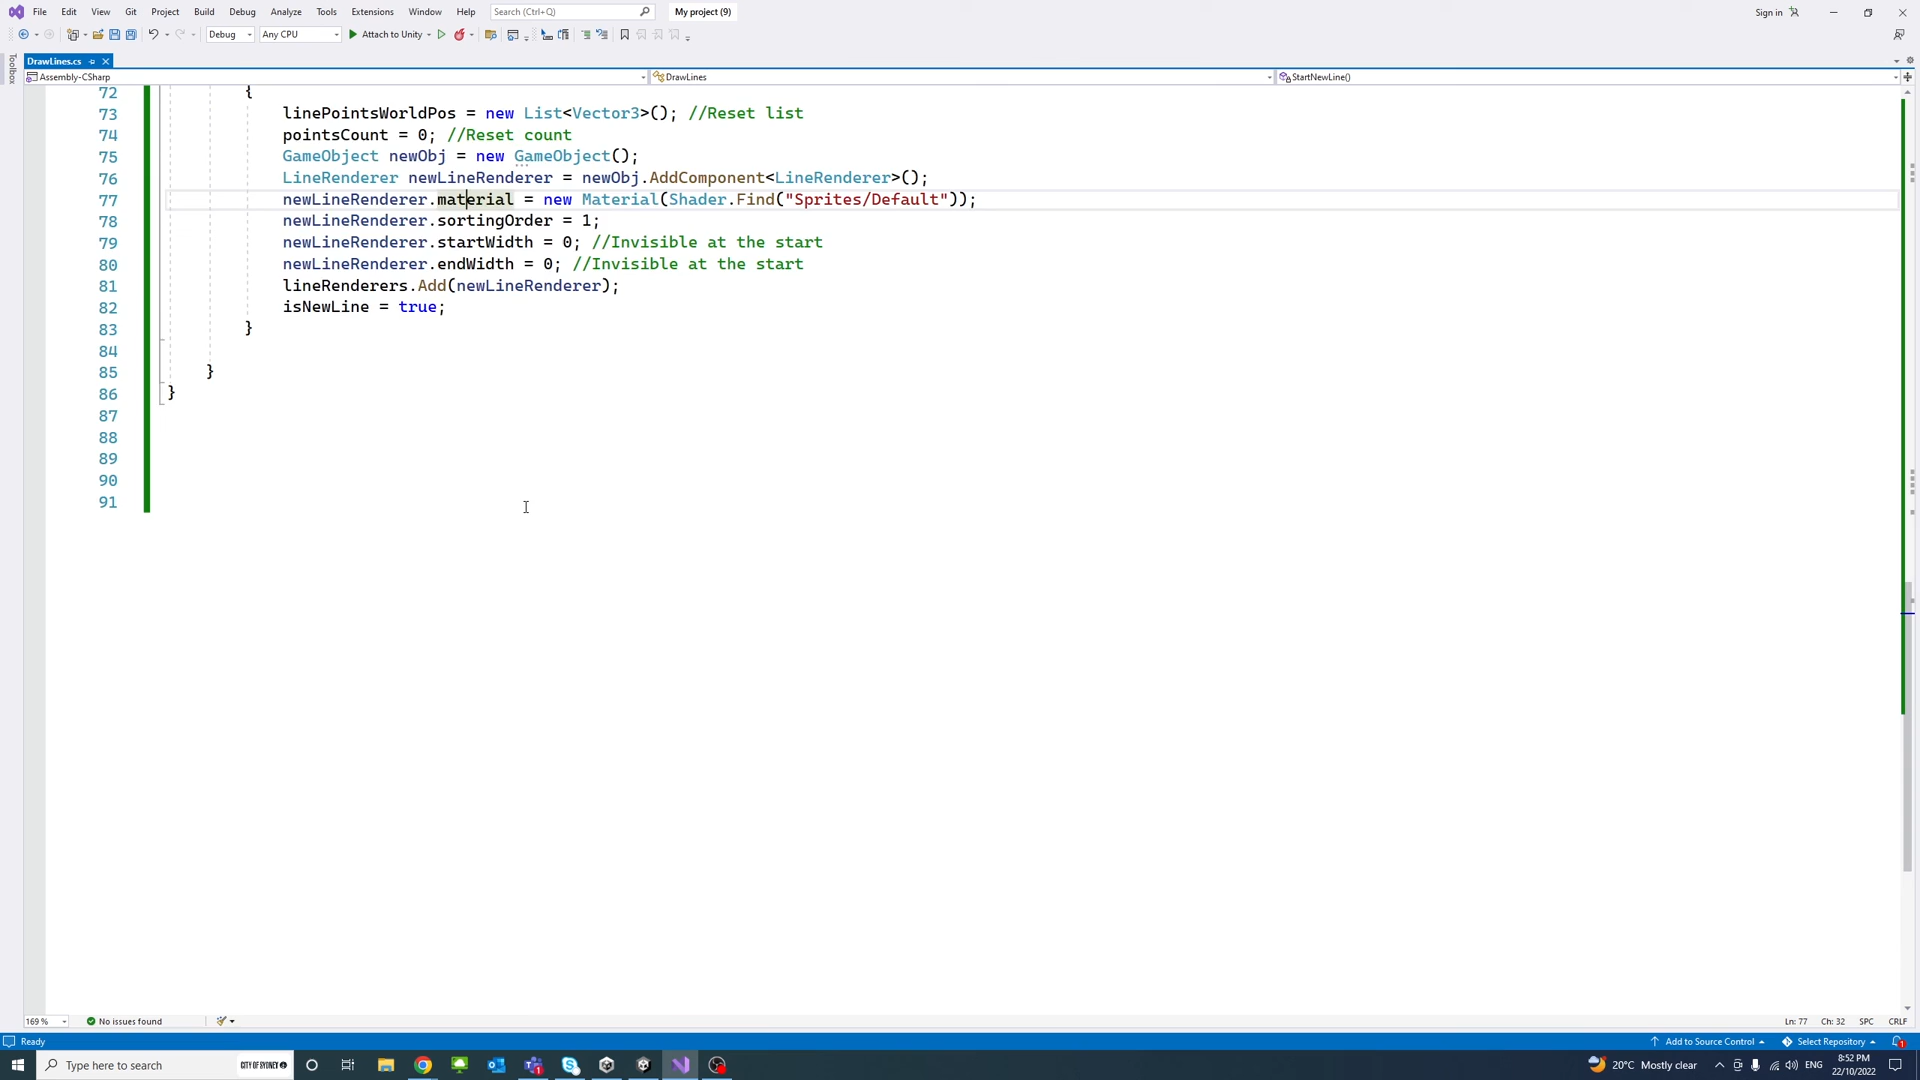 File Edit View Git Project Build Debug Analyze Tools Extensions Window Help Search (Ctrl+Q) My project (9) Sign in
Debug Any CPU Attach to Unity
Toolbox
DrawLines.cs
Assembly-CSharp DrawLines StartNewLine()
72 {
73 linePointsWorldPos = new List<Vector3>(); //Reset list
74 pointsCount = 0; //Reset count
75 GameObject newObj = new GameObject();
76 LineRenderer newLineRenderer = newObj.AddComponent<LineRenderer>();
77 newLineRenderer.material = new Material(Shader.Find("Sprites/Default"));
78 newLineRenderer.sortingOrder = 1;
79 newLineRenderer.startWidth = 0; //Invisible at the start
80 newLineRenderer.endWidth = 0; //Invisible at the start
81 lineRenderers.Add(newLineRenderer);
82 isNewLine = true;
83 }
84
85 }
86 }
87
88
89
90
91
169 % No issues found Ln: 77 Ch: 32 SPC CRLF
Ready Add to Source Control Select Repository 1
Type here to search CITY OF SYDNEY 20°C Mostly clear ENG 8:52 PM
22/10/2022